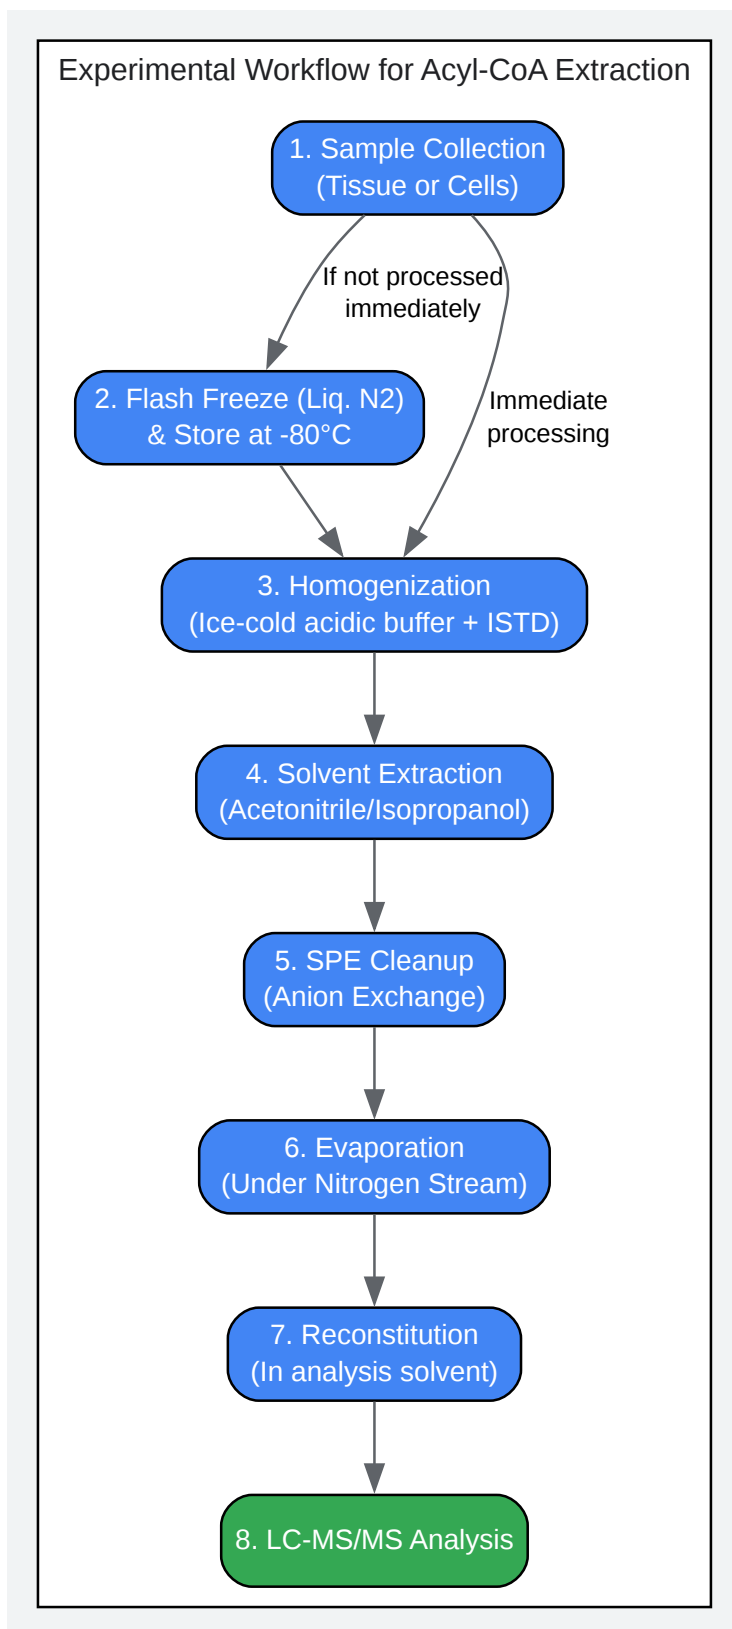 Experimental Workflow for Acyl-CoA Extraction
1. Sample Collection
(Tissue or Cells)
If not processed
immediately
2. Flash Freeze (Liq. N2)
& Store at -80°C
Immediate
processing
3. Homogenization
(Ice-cold acidic buffer + ISTD)
4. Solvent Extraction
(Acetonitrile/Isopropanol)
5. SPE Cleanup
(Anion Exchange)
6. Evaporation
(Under Nitrogen Stream)
7. Reconstitution
(In analysis solvent)
8. LC-MS/MS Analysis